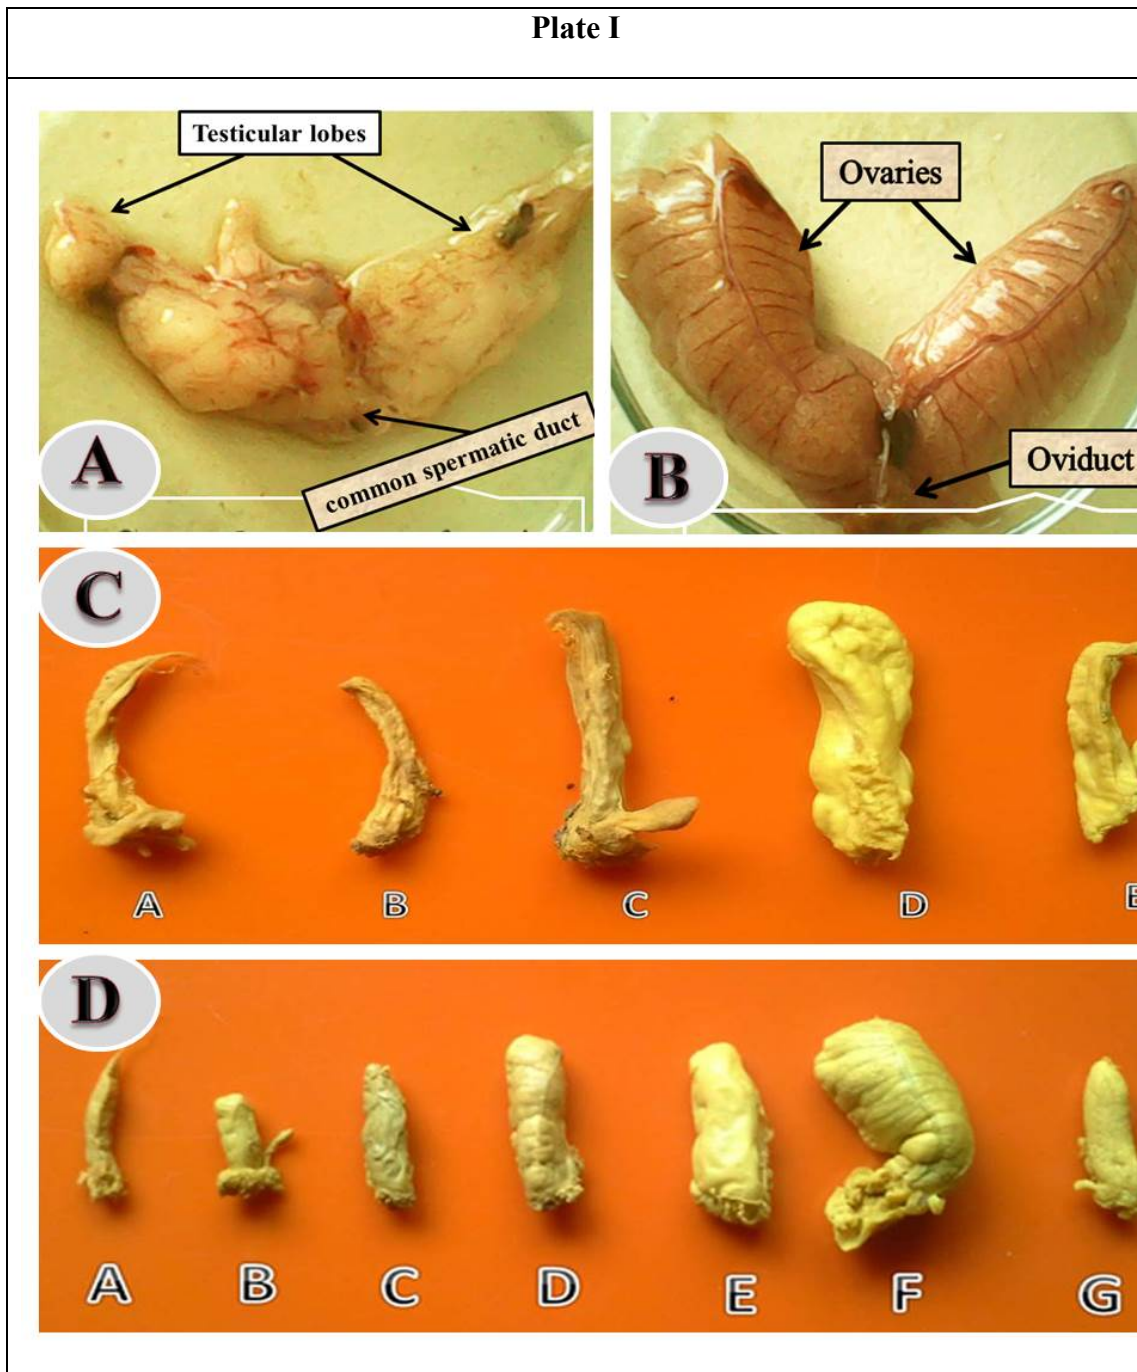 Plate I
Testicular lobes
common spermatic duct
A
Ovaries
Oviduct
B
C
A
B
C
D
E
D
A
B
C
D
E
F
G